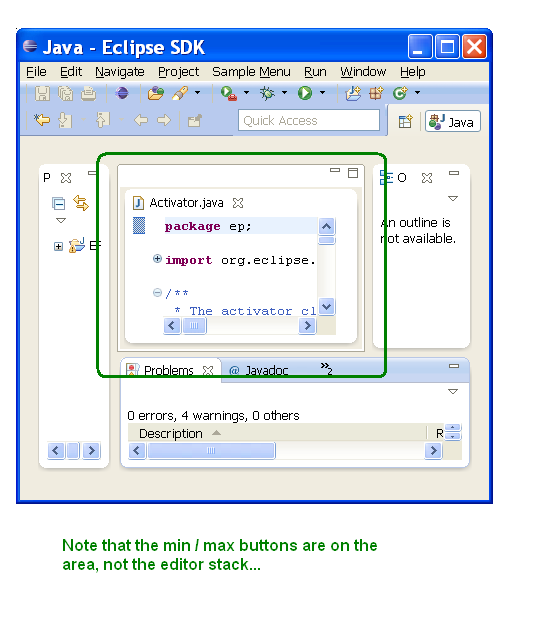 Java - Eclipse SDK
File Edit Navigate Project Sample Menu Run Window Help
Quick Access
Java
P
Activator.java
O
package ep;
import org.eclipse.
/**
* The activator cl
An outline is
not available.
Problems @ Javadoc »2
0 errors, 4 warnings, 0 others
Description R
Note that the min / max buttons are on the
area, not the editor stack...